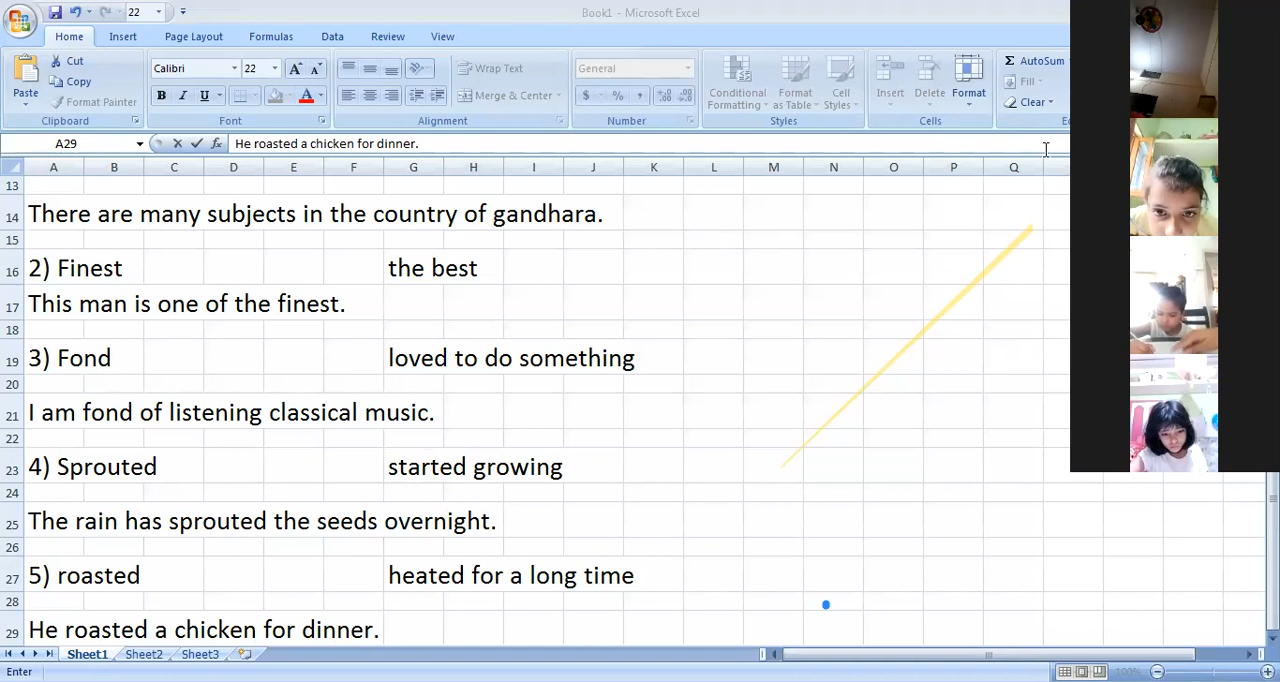 22
Book1 - Microsoft Excel
Home Insert Page Layout Formulas Data Review View
Paste
Cut
Copy
Format Painter
Clipboard
Calibri 22
B I U
Font
Wrap Text
Merge & Center
Alignment
General
$ % ,
Number
Conditional Formatting
Format as Table
Cell Styles
Styles
Insert Delete Format
Cells
Σ AutoSum
Fill
Clear
A29 fx He roasted a chicken for dinner.
A B C D E F G H I J K L M N O P Q
13
14 There are many subjects in the country of gandhara.
15
16 2) Finest the best
17 This man is one of the finest.
18
19 3) Fond loved to do something
20
21 I am fond of listening classical music.
22
23 4) Sprouted started growing
24
25 The rain has sprouted the seeds overnight.
26
27 5) roasted heated for a long time
28
29 He roasted a chicken for dinner.
Sheet1 Sheet2 Sheet3
Enter 100%